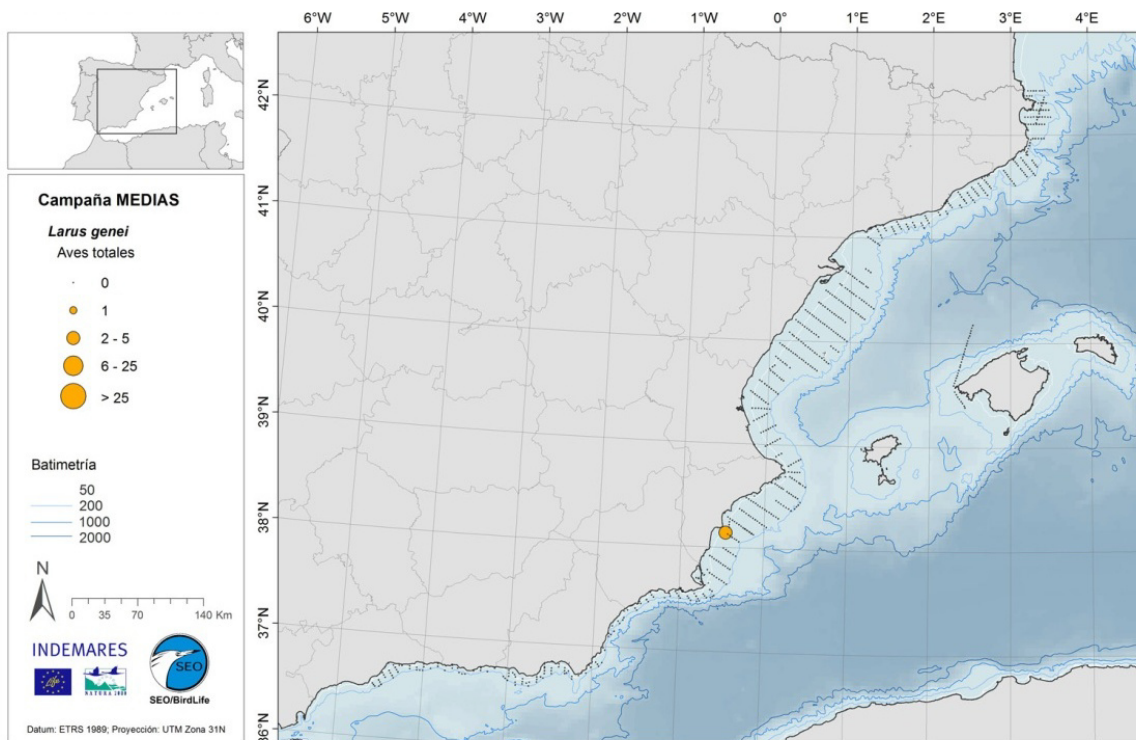 6°W 5°W 4°W 3°W 2°W 1°W 0° 1°E 2°E 3°E 4°E
42°N
41°N
40°N
39°N
38°N
37°N
36°N
Campaña MEDIAS
Larus genei
Aves totales
0
1
2 - 5
6 - 25
> 25
Batimetría
50
200
1000
2000
N
0 35 70 140 Km
INDEMARES
NATURA 2000
SEO
SEO/BirdLife
Datum: ETRS 1989; Proyección: UTM Zona 31N